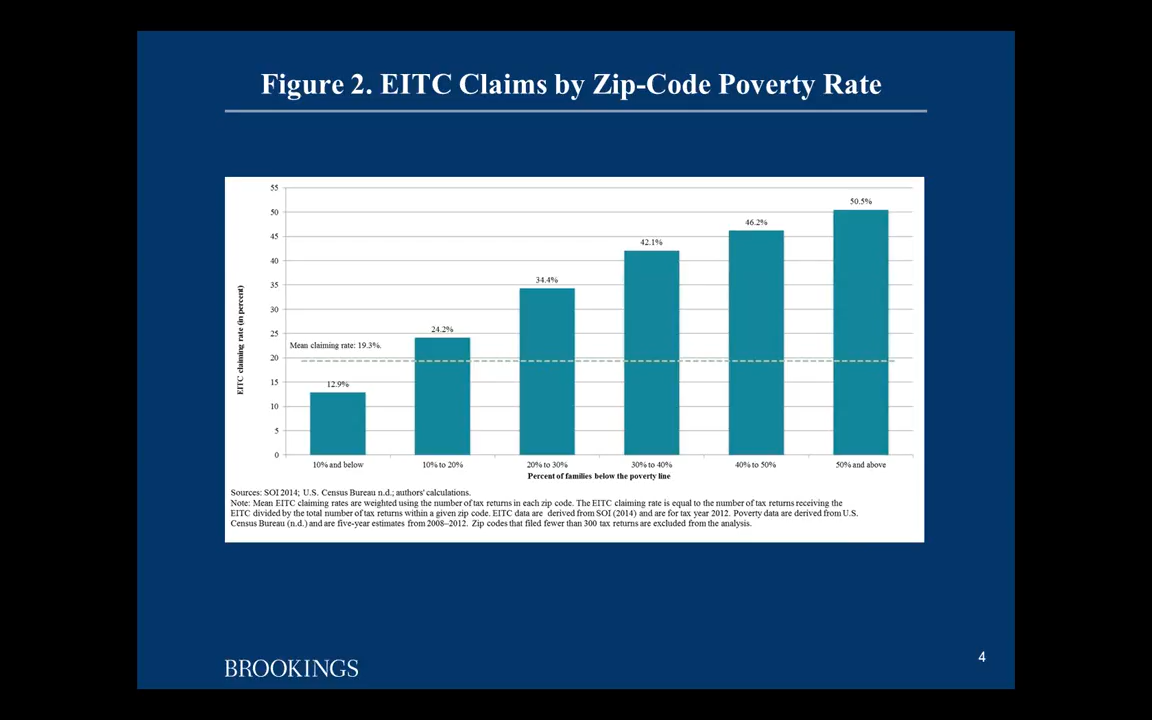 Figure 2. EITC Claims by Zip-Code Poverty Rate
EITC claiming rate (in percent)
55
50
45
40
35
30
25
20
15
10
5
0
Mean claiming rate: 19.3%.
12.9%
24.2%
34.4%
42.1%
46.2%
50.5%
10% and below
10% to 20%
20% to 30%
30% to 40%
40% to 50%
50% and above
Percent of families below the poverty line
Sources: SOI 2014; U.S. Census Bureau n.d.; authors' calculations.
Note: Mean EITC claiming rates are weighted using the number of tax returns in each zip code. The EITC claiming rate is equal to the number of tax returns receiving the
EITC divided by the total number of tax returns within a given zip code. EITC data are derived from SOI (2014) and are for tax year 2012. Poverty data are derived from U.S.
Census Bureau (n.d.) and are five-year estimates from 2008–2012. Zip codes that filed fewer than 300 tax returns are excluded from the analysis.
BROOKINGS
4